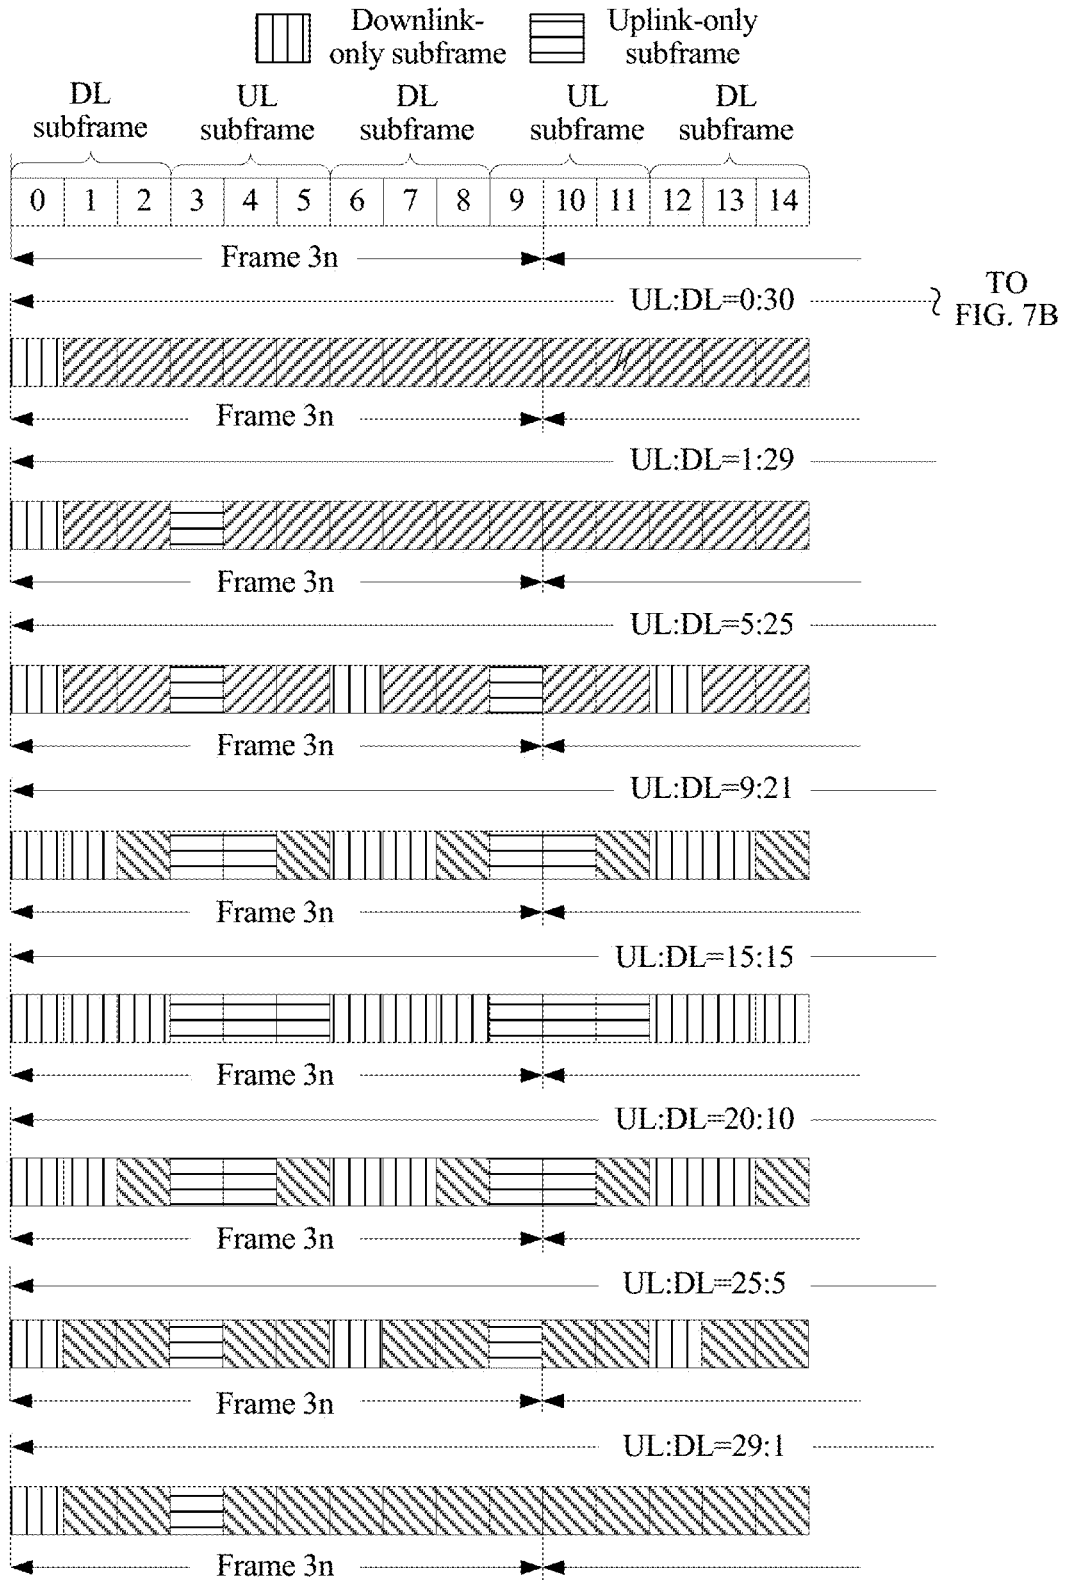 Downlink-only subframe
Uplink-only subframe
DL subframe
UL subframe
DL subframe
UL subframe
DL subframe
0 1 2 3 4 5 6 7 8 9 10 11 12 13 14
Frame 3n
UL:DL=0:30
TO FIG. 7B
Frame 3n
UL:DL=1:29
Frame 3n
UL:DL=5:25
Frame 3n
UL:DL=9:21
Frame 3n
UL:DL=15:15
Frame 3n
UL:DL=20:10
Frame 3n
UL:DL=25:5
Frame 3n
UL:DL=29:1
Frame 3n